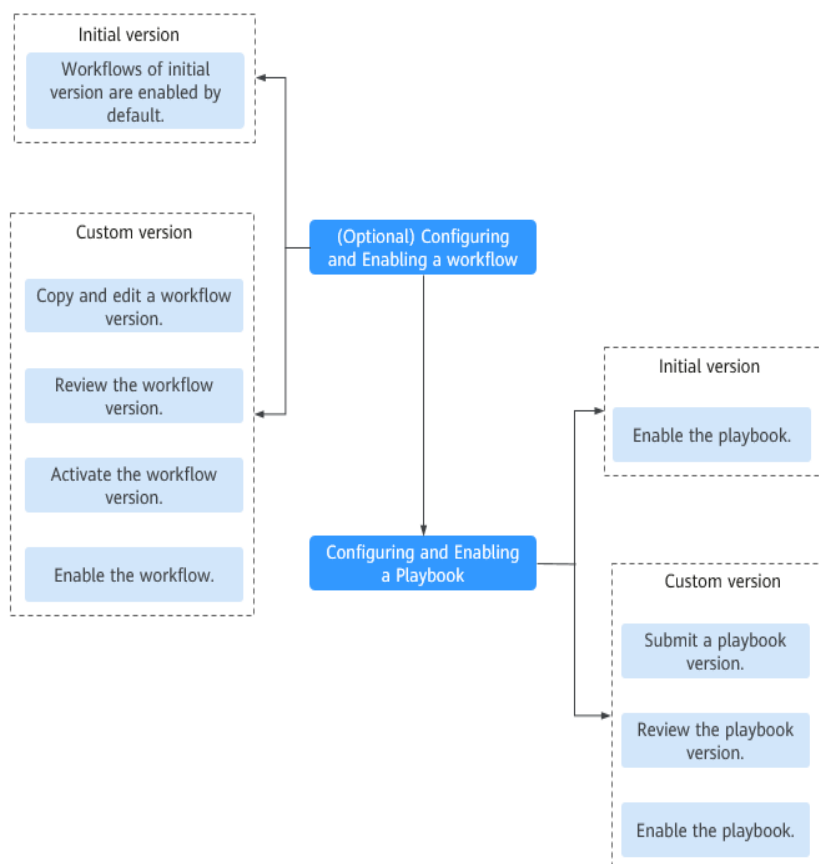 Initial version
Workflows of initial
version are enabled by
default.
Custom version
Copy and edit a workflow
version.
Review the workflow
version.
Activate the workflow
version.
Enable the workflow.
(Optional) Configuring
and Enabling a workflow
Configuring and Enabling
a Playbook
Initial version
Enable the playbook.
Custom version
Submit a playbook
version.
Review the playbook
version.
Enable the playbook.